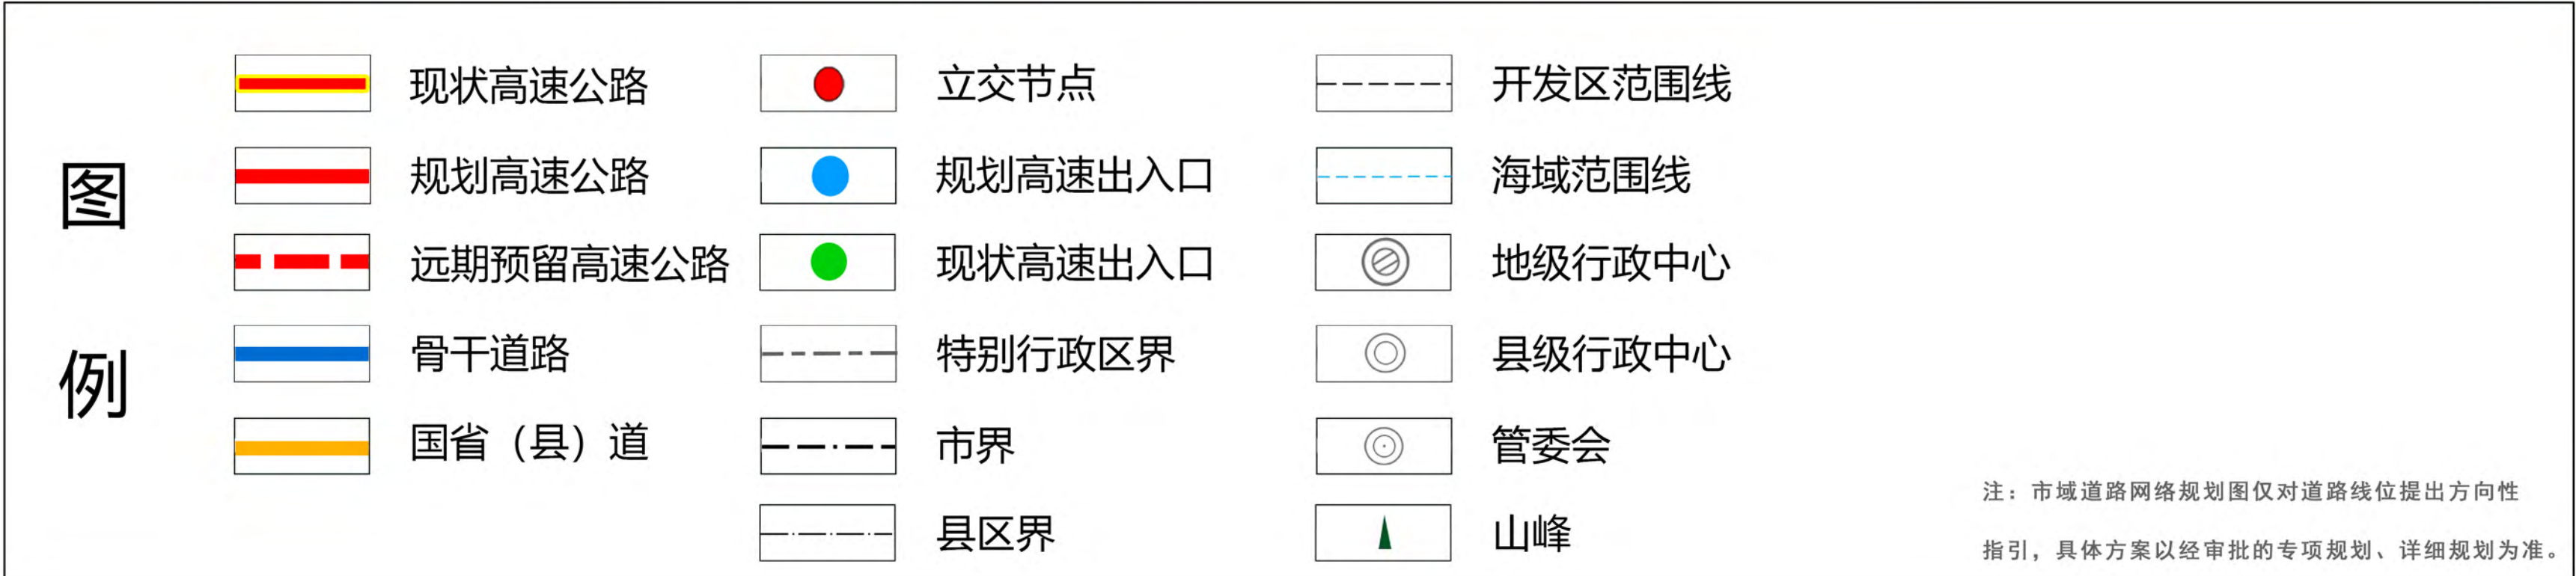 图例
现状高速公路
规划高速公路
远期预留高速公路
骨干道路
国省（县）道
立交节点
规划高速出入口
现状高速出入口
特别行政区界
市界
县区界
开发区范围线
海域范围线
地级行政中心
县级行政中心
管委会
山峰
注：市域道路网络规划图仅对道路线位提出方向性
指引，具体方案以经审批的专项规划、详细规划为准。